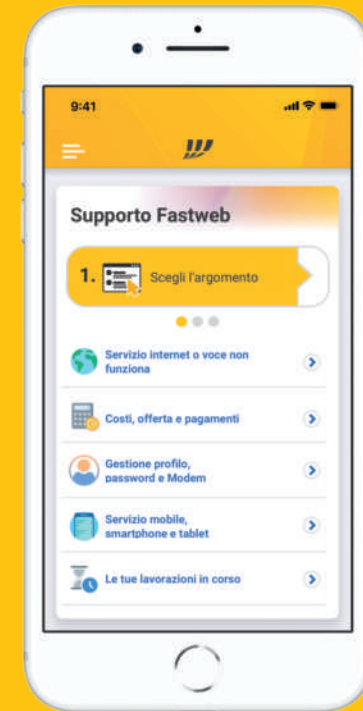 9:41
Supporto Fastweb
1. Scegli l'argomento
Servizio internet o voce non
funziona
Costi, offerta e pagamenti
Gestione profilo,
password e Modem
Servizio mobile,
smartphone e tablet
Le tue lavorazioni in corso